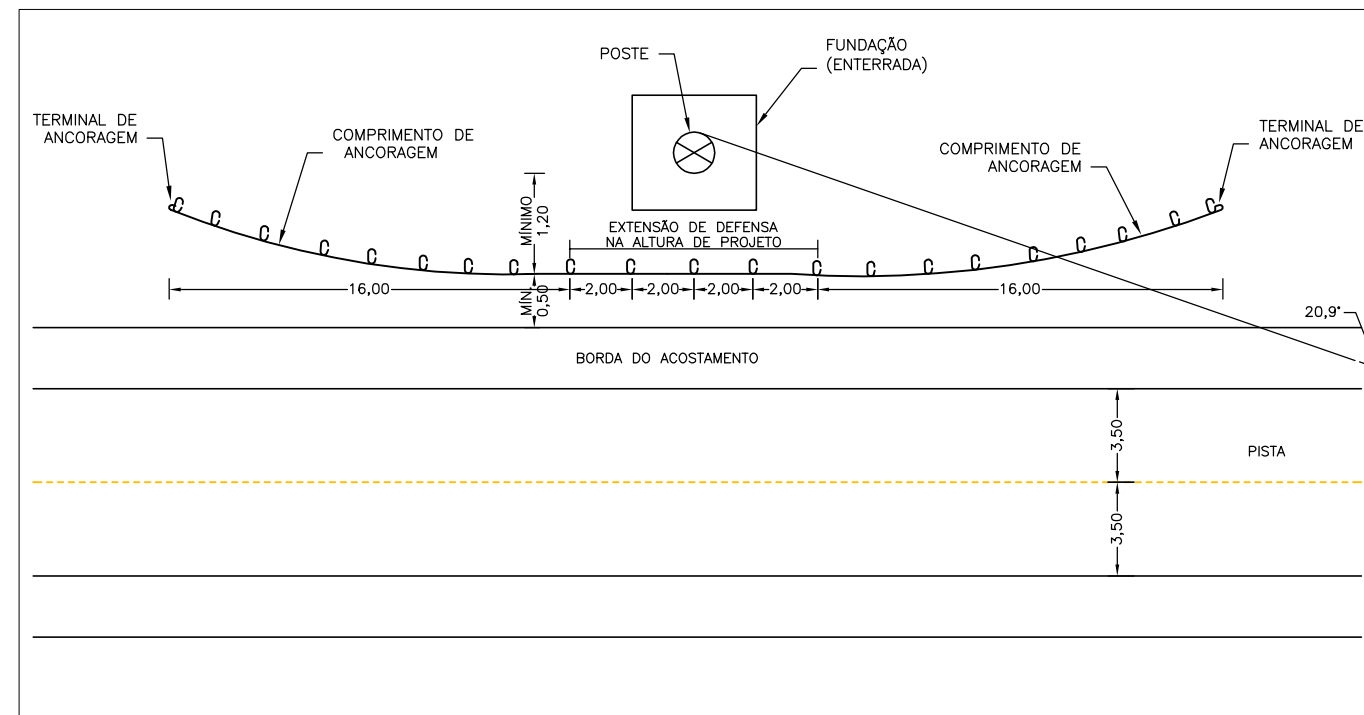 POSTE
FUNDAÇÃO
(ENTERRADA)
TERMINAL DE
ANCORAGEM
COMPRIMENTO DE
ANCORAGEM
COMPRIMENTO DE
ANCORAGEM
TERMINAL DE
ANCORAGEM
MÍNIMO
1,20
EXTENSÃO DE DEFENSA
NA ALTURA DE PROJETO
16,00
MÍN.
0,50
2,00
2,00
2,00
2,00
16,00
20,9°
BORDA DO ACOSTAMENTO
3,50
PISTA
3,50